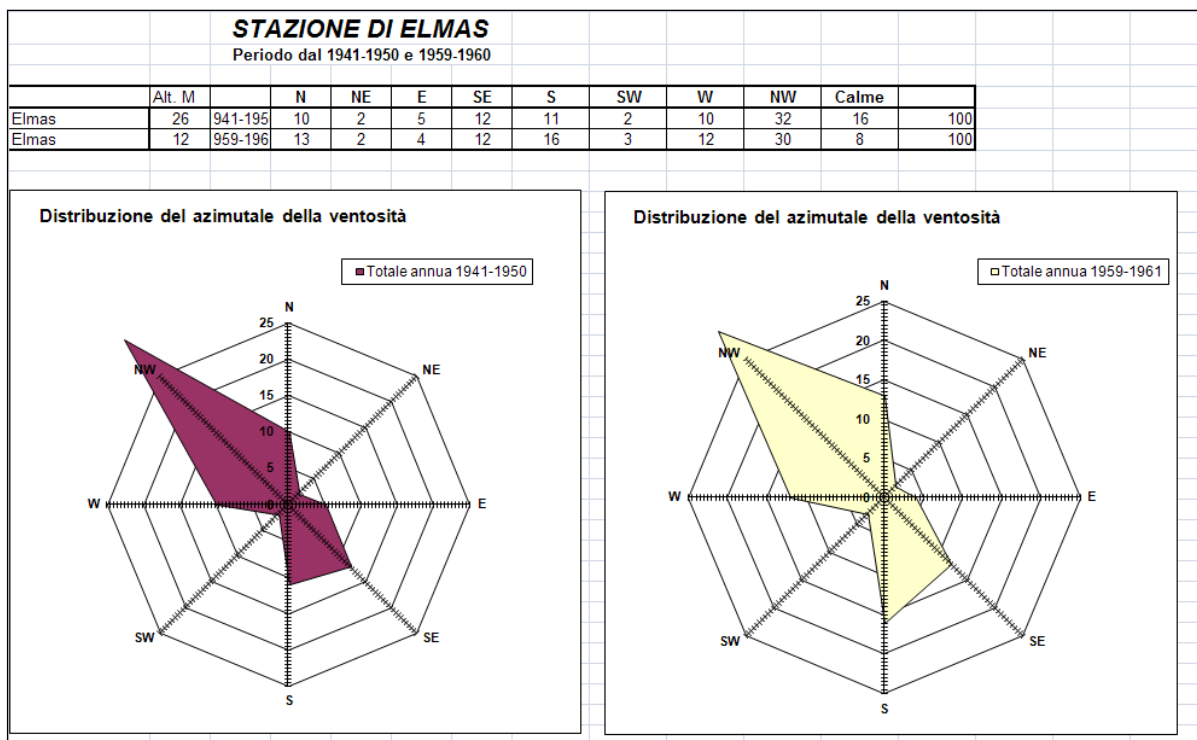 STAZIONE DI ELMAS
Periodo dal 1941-1950 e 1959-1960
Alt. M N NE E SE S SW W NW Calme
Elmas 26 941-195 10 2 5 12 11 2 10 32 16 100
Elmas 12 959-196 13 2 4 12 16 3 12 30 8 100
Distribuzione del azimutale della ventosità
Totale annua 1941-1950
N
25
NE
20
NW
15
10
5
W
0
E
SW
SE
S
Distribuzione del azimutale della ventosità
Totale annua 1959-1961
N
25
NE
NW
20
15
10
5
W
0
E
SW
SE
S